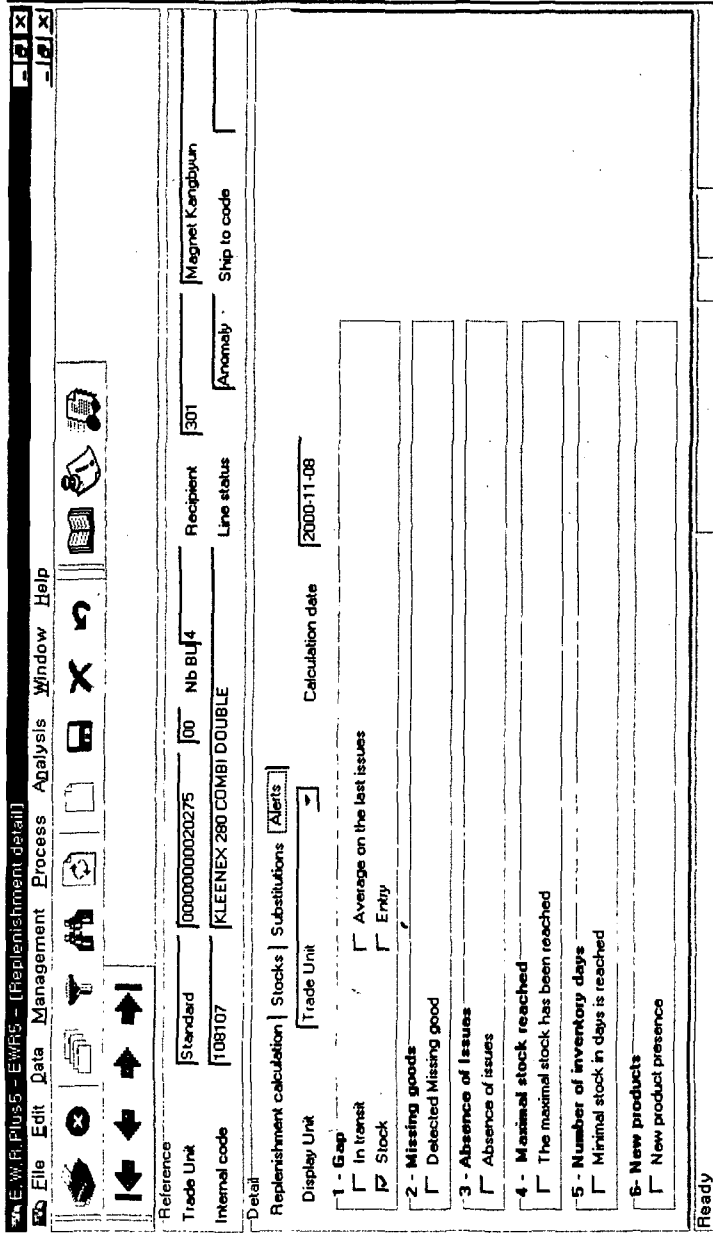 E.W.R.Plus5 - EWR5 - [Replenishment detail]
File Edit Data Management Process Analysis Window Help
Reference
Trade Unit Standard 00000000020275 00 Nb BU 4 Recipient 301 Magnet Kangbyun
Internal code 108107 KLEENEX 280 COMBI DOUBLE Line status Anomaly Ship to code
Detail
Replenishment calculation Stocks Substitutions Alerts
Display Unit Trade Unit Calculation date 2000-11-08
1 - Gap
In transit Average on the last issues
Stock Entry
2 - Missing goods
Detected Missing good
3 - Absence of Issues
Absence of issues
4 - Maximal stock reached
The maximal stock has been reached
5 - Number of inventory days
Minimal stock in days is reached
6- New products
New product presence
Ready